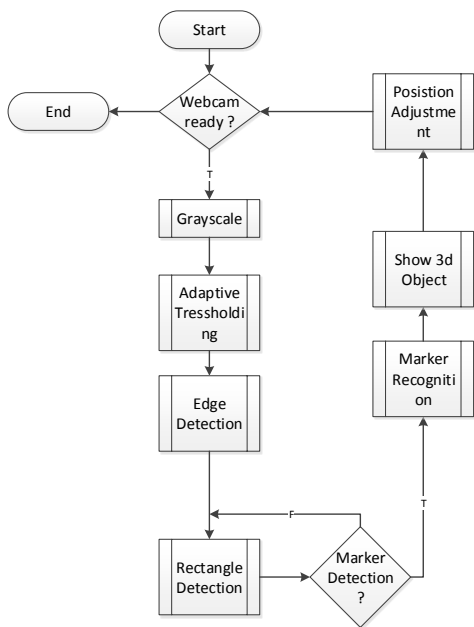 Start
Webcam
ready ?
End
T
Grayscale
Adaptive
Tressholdi
ng
Edge
Detection
Rectangle
Detection
F
Marker
Detection
?
T
Marker
Recogniti
on
Show 3d
Object
Posistion
Adjustme
nt